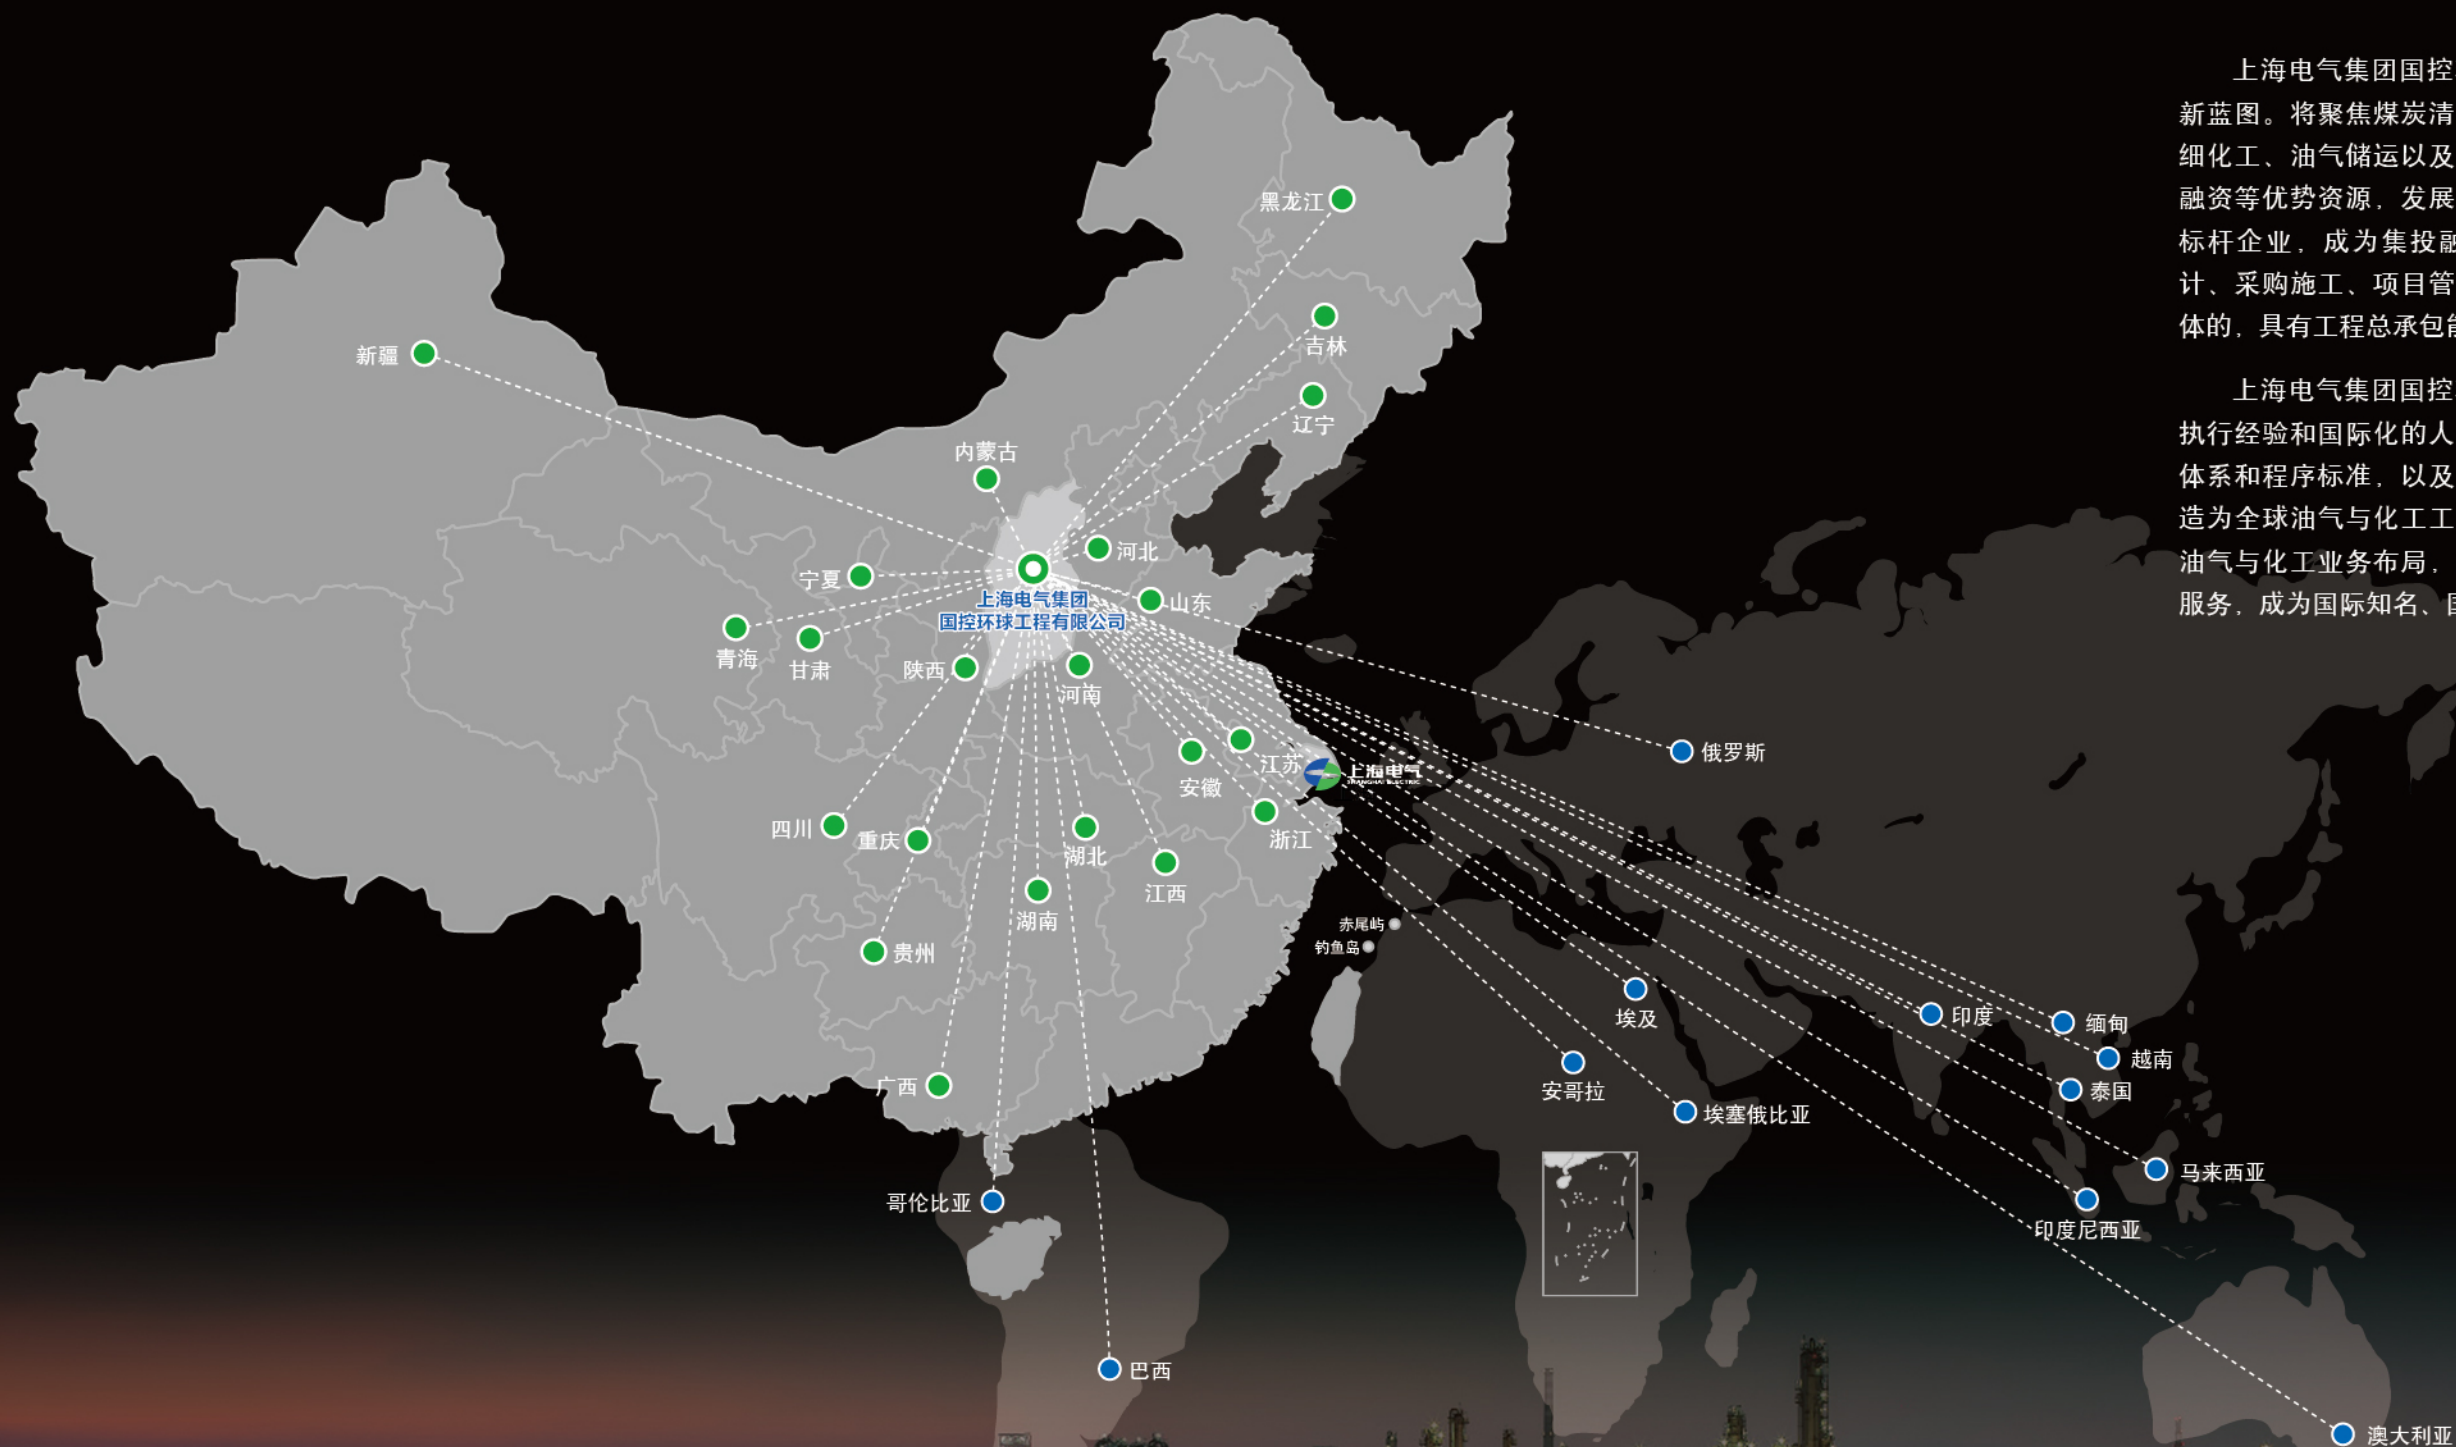 上海电气集团国控
新蓝图。将聚焦煤炭清
细化工、油气储运以及
融资等优势资源，发展
标杆企业，成为集投融
计、采购施工、项目管
体的，具有工程总承包
上海电气集团国控
执行经验和国际化的人
体系和程序标准，以及
造为全球油气与化工工
油气与化工业务布局，
服务，成为国际知名、
黑龙江
吉林
辽宁
新疆
内蒙古
河北
宁夏
山东
上海电气集团
国控环球工程有限公司
青海
甘肃
陕西
河南
俄罗斯
江苏
上海电气
SHANGHAI ELECTRIC
安徽
四川
重庆
湖北
浙江
江西
湖南
赤尾屿
钓鱼岛
贵州
埃及
印度
缅甸
越南
广西
安哥拉
泰国
埃塞俄比亚
马来西亚
哥伦比亚
印度尼西亚
巴西
澳大利亚